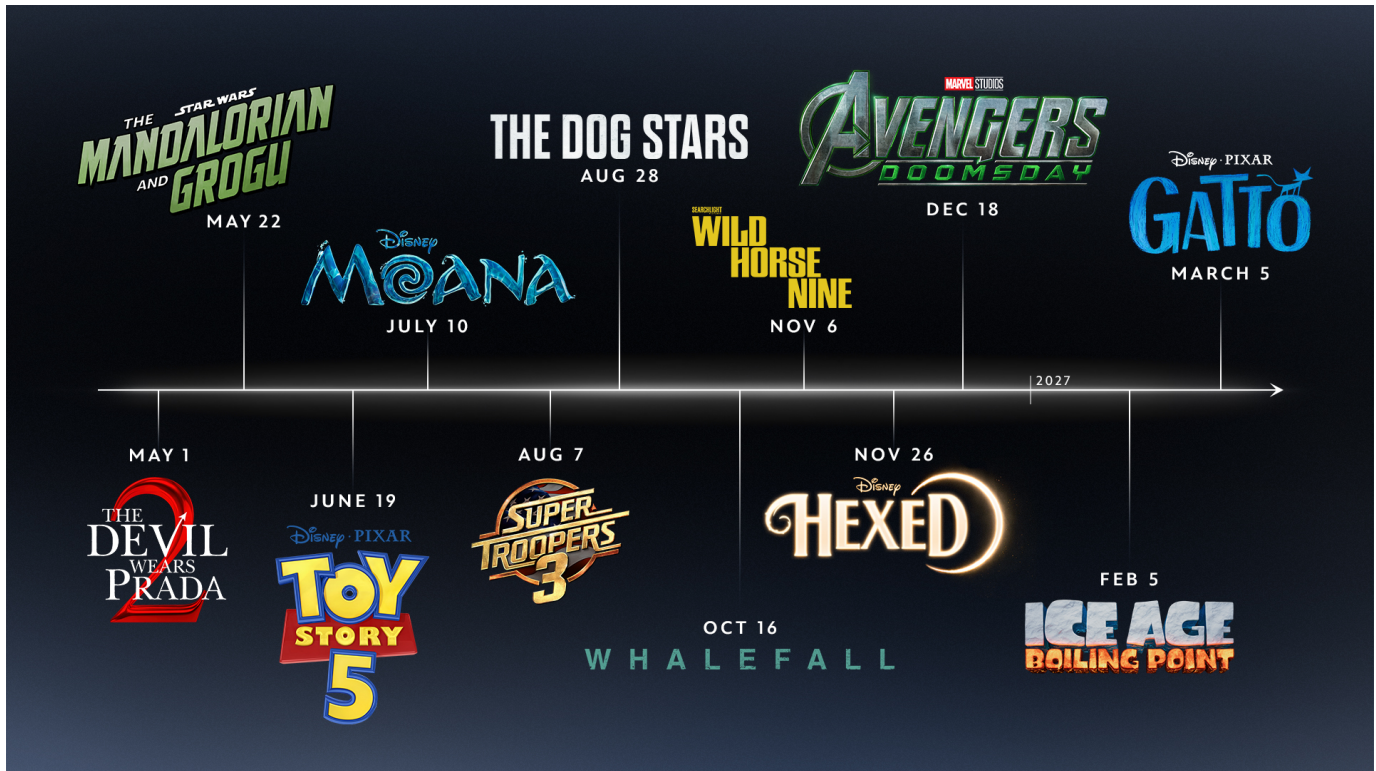 STAR WARS
THE
MANDALORIAN
AND GROGU
MAY 22
Disney
MOANA
JULY 10
THE DOG STARS
AUG 28
SEARCHLIGHT
WILD
HORSE
NINE
NOV 6
MARVEL STUDIOS
AVENGERS
DOOMSDAY
DEC 18
Disney · PIXAR
GATTO
MARCH 5
2027
MAY 1
2
THE
DEVIL
WEARS
PRADA
JUNE 19
Disney · PIXAR
TOY
STORY
5
AUG 7
SUPER
TROOPERS
3
OCT 16
WHALEFALL
NOV 26
Disney
HEXED
FEB 5
ICE AGE
BOILING POINT